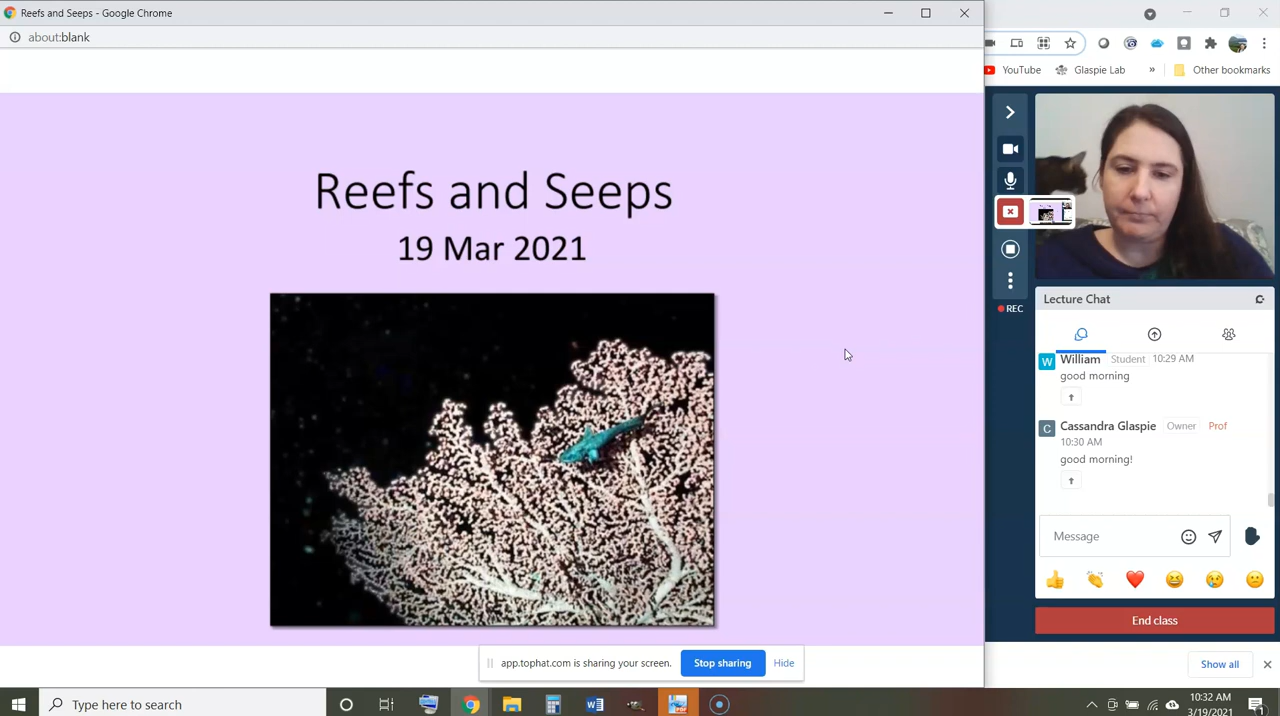 Reefs and Seeps - Google Chrome
about:blank
YouTube
Glaspie Lab
»
Other bookmarks
Reefs and Seeps
19 Mar 2021
REC
Lecture Chat
W
William Student 10:29 AM
good morning
C
Cassandra Glaspie Owner Prof
10:30 AM
good morning!
Message
End class
app.tophat.com is sharing your screen.
Stop sharing
Hide
Show all
Type here to search
10:32 AM
3/19/2021
1